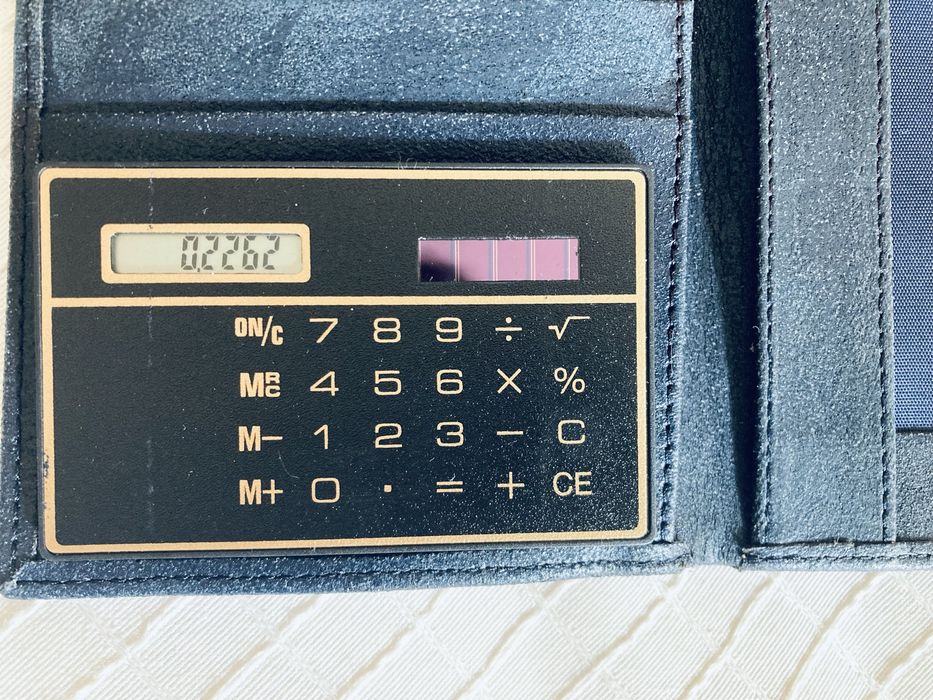 0.2262
ON/C 7 8 9 ÷ √
MRC 4 5 6 × %
M− 1 2 3 − C
M+ 0 . = + CE